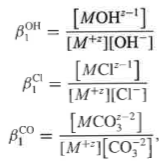 β₁^OH = [MOH^z−1] / [M^+z][OH^−]
β₁^Cl = [MCl^z−1] / [M^+z][Cl^−]
β₁^CO = [MCO₃^z−2] / [M^+z][CO₃^−2],